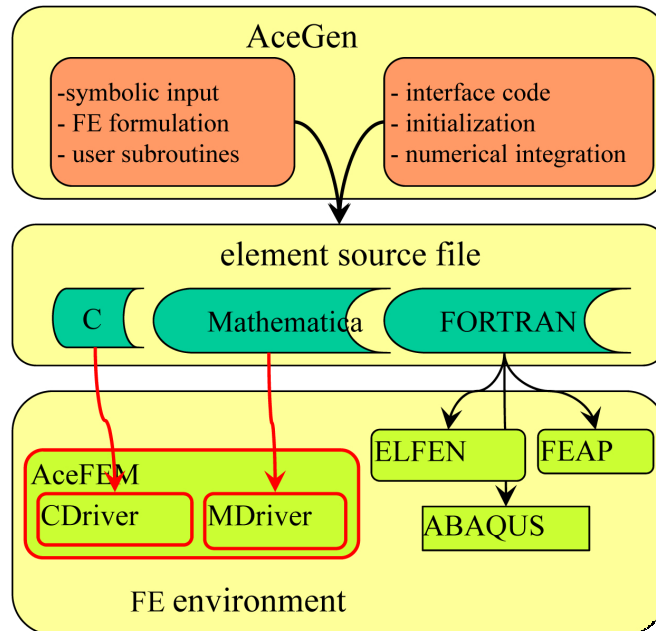 AceGen
-symbolic input
- FE formulation
- user subroutines
- interface code
- initialization
- numerical integration
element source file
C
Mathematica
FORTRAN
ELFEN
FEAP
AceFEM
CDriver
MDriver
ABAQUS
FE environment